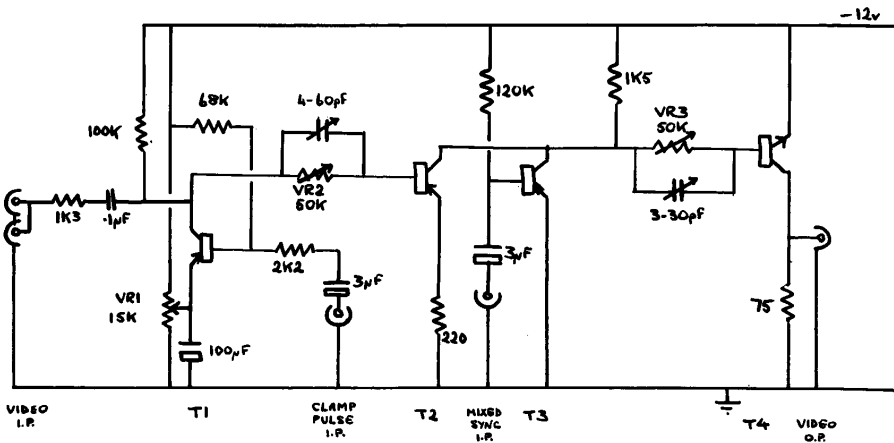 -12v
68K
4-60pF
120K
1K5
VR3
50K
100K
VR2
50K
3-30pF
1K3
.1µF
2K2
3µF
3µF
VR1
15K
100µF
220
75
VIDEO
I.P.
T1
CLAMP
PULSE
I.P.
T2
MIXED
SYNC
I.P.
T3
T4
VIDEO
O.P.